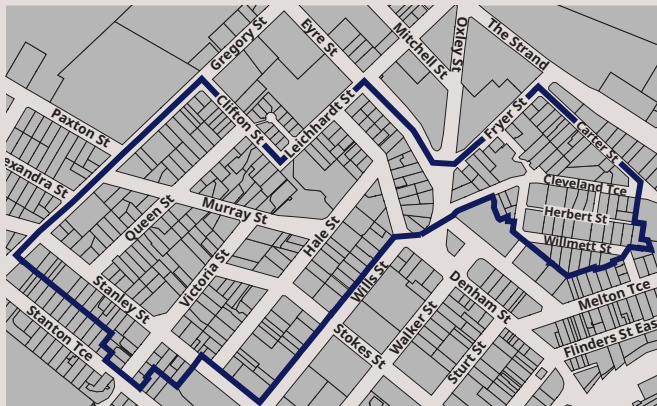 Gregory St
Eyre St
Mitchell St
Oxley St
The Strand
Paxton St
Clifton St
Leichhardt St
Fryer St
Carter St
exandra St
Queen St
Murray St
Hale St
Cleveland Tce
Herbert St
Willmett St
Stanley St
Victoria St
Wills St
Denham St
Melton Tce
Stanton Tce
Stokes St
Walker St
Sturt St
Flinders St Eas